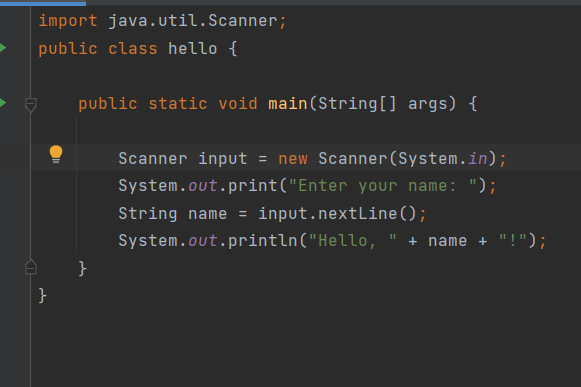 import java.util.Scanner;
public class hello {
public static void main(String[] args) {
Scanner input = new Scanner(System.in);
System.out.print("Enter your name: ");
String name = input.nextLine();
System.out.println("Hello, " + name + "!");
}
}